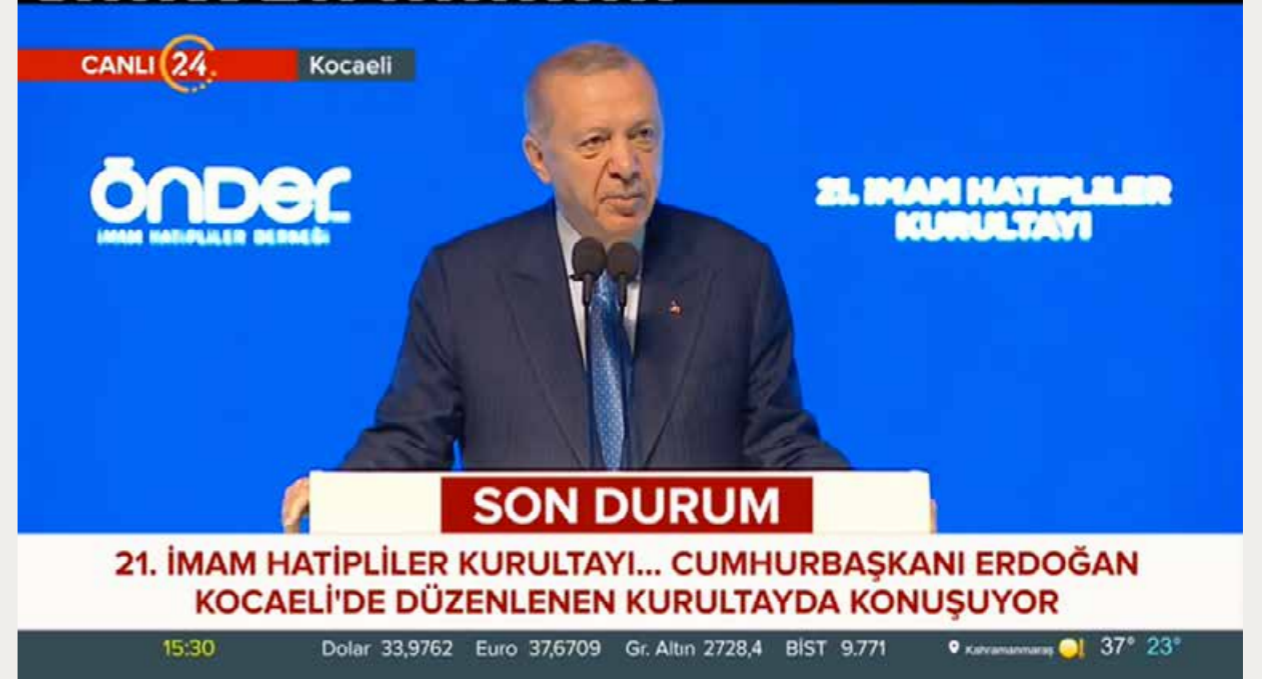 CANLI 24 Kocaeli
önder
İMAM HATİPLİLER DERNEĞİ
21. İMAM HATİPLİLER
KURULTAYI
SON DURUM
21. İMAM HATİPLİLER KURULTAYI... CUMHURBAŞKANI ERDOĞAN
KOCAELİ'DE DÜZENLENEN KURULTAYDA KONUŞUYOR
15:30 Dolar 33,9762 Euro 37,6709 Gr. Altın 2728,4 BİST 9.771 Kahramanmaraş 37° 23°